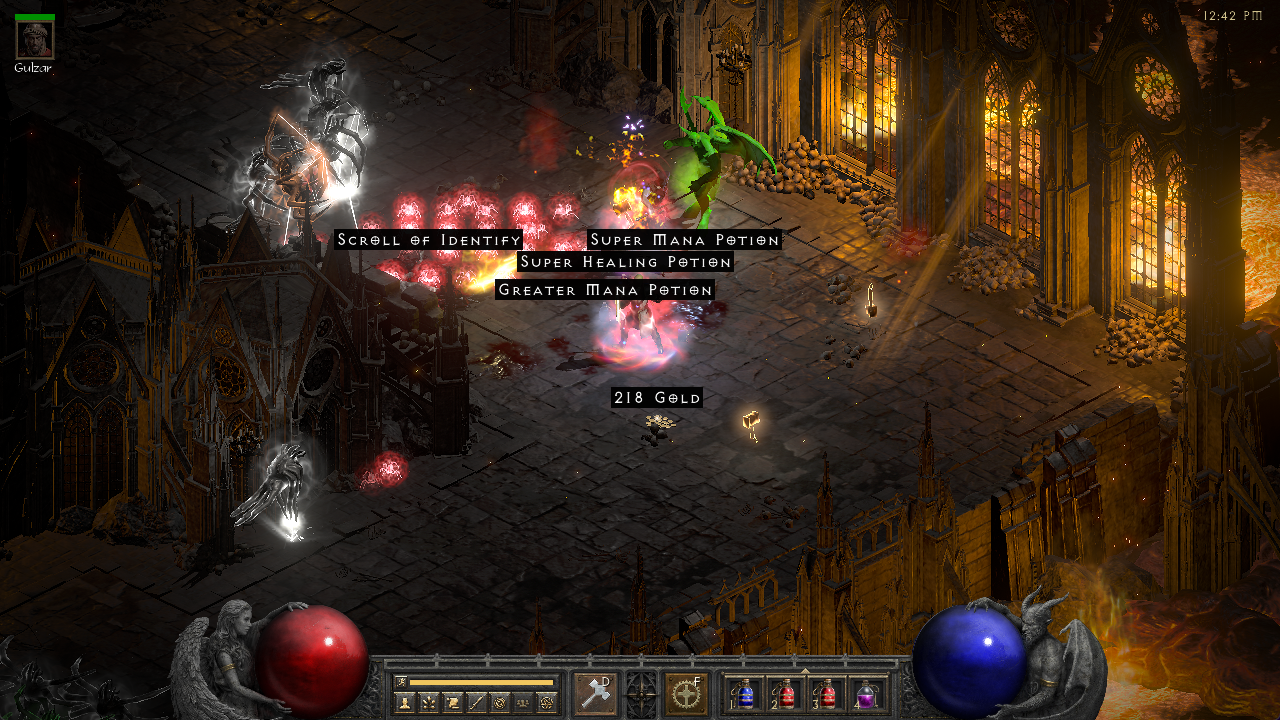 12:42 PM
Gulzar
Scroll of Identify
Super Mana Potion
Super Healing Potion
Greater Mana Potion
218 Gold
D
F
1
2
3
4